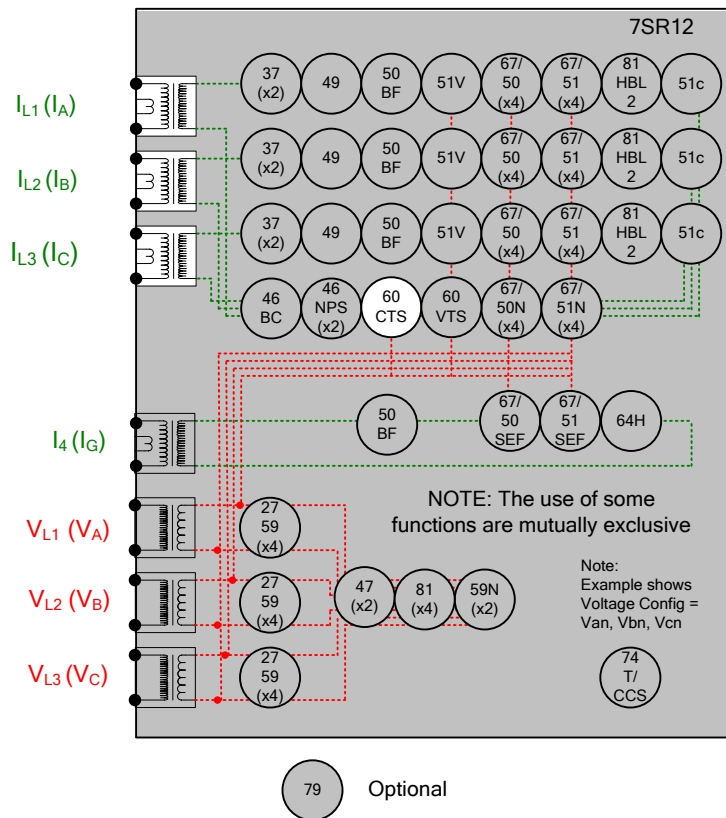 7SR12
IL1 (IA)
37
(x2)
49
50
BF
51V
67/
50
(x4)
67/
51
(x4)
81
HBL
2
51c
IL2 (IB)
37
(x2)
49
50
BF
51V
67/
50
(x4)
67/
51
(x4)
81
HBL
2
51c
IL3 (IC)
37
(x2)
49
50
BF
51V
67/
50
(x4)
67/
51
(x4)
81
HBL
2
51c
46
BC
46
NPS
(x2)
60
CTS
60
VTS
67/
50N
(x4)
67/
51N
(x4)
I4 (IG)
50
BF
67/
50
SEF
67/
51
SEF
64H
NOTE: The use of some
functions are mutually exclusive
VL1 (VA)
27
59
(x4)
VL2 (VB)
27
59
(x4)
47
(x2)
81
(x4)
59N
(x2)
Note:
Example shows
Voltage Config =
Van, Vbn, Vcn
VL3 (VC)
27
59
(x4)
74
T/
CCS
79
Optional